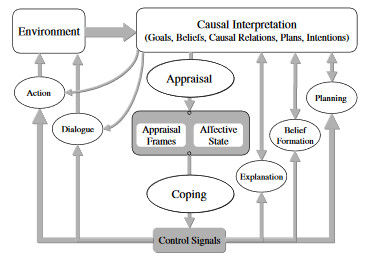 Environment
Causal Interpretation
(Goals, Beliefs, Causal Relations, Plans, Intentions)
Appraisal
Action
Planning
Dialogue
Appraisal
Frames
Affective
State
Belief
Formation
Explanation
Coping
Control Signals